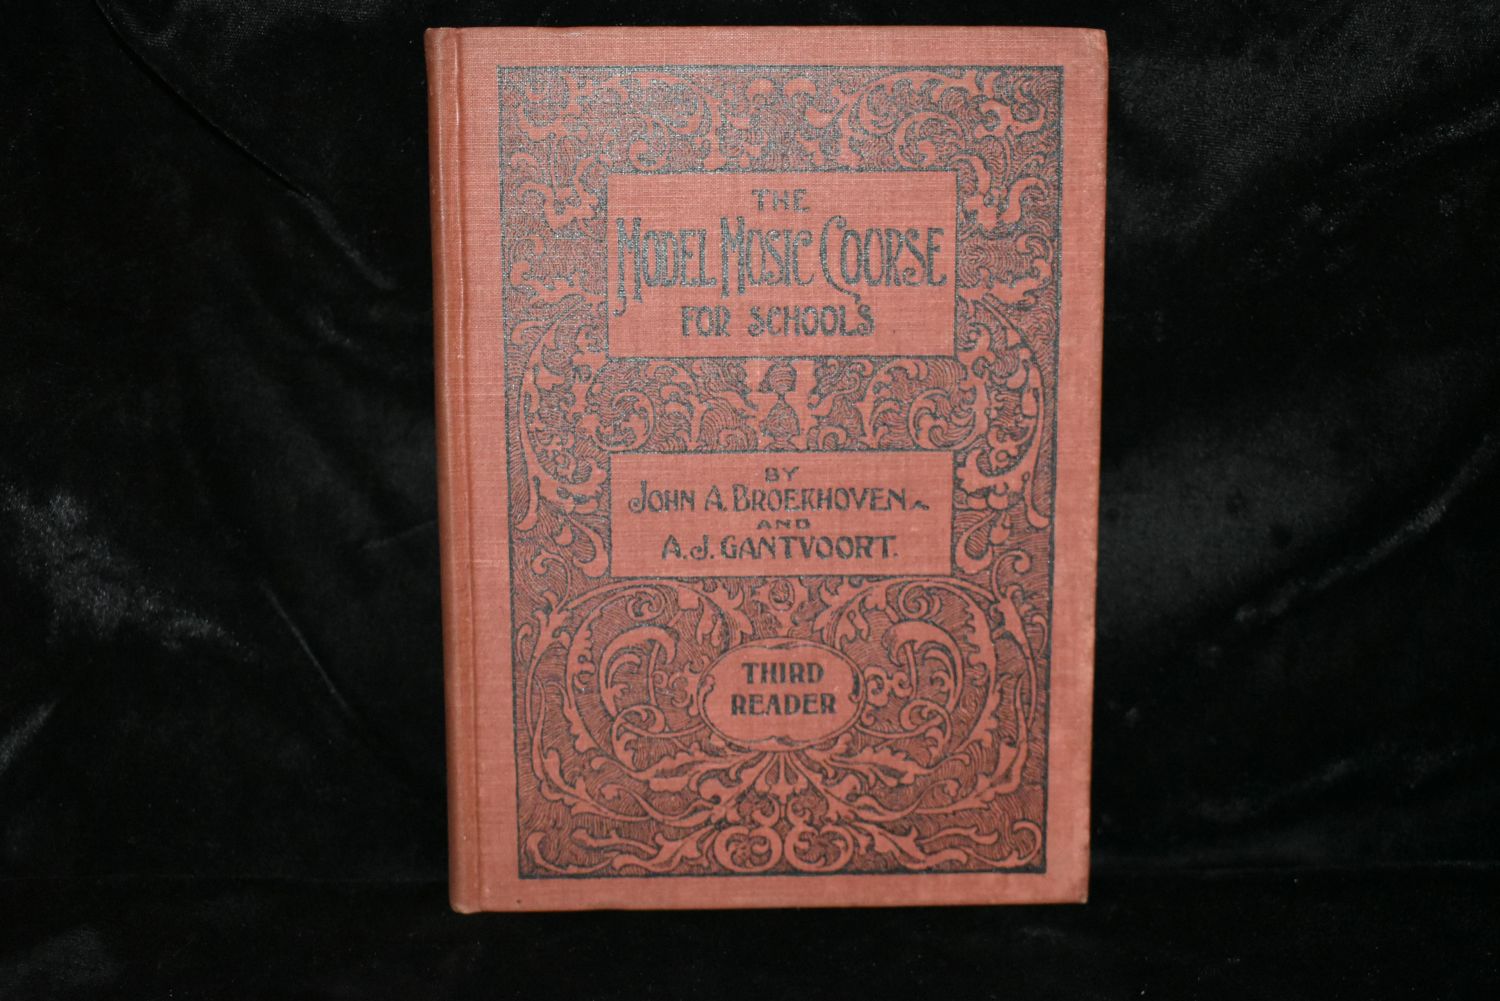 THE
MODEL MUSIC COURSE
FOR SCHOOLS
BY
JOHN A. BROEKHOVEN
AND
A.J. GANTVOORT.
THIRD
READER